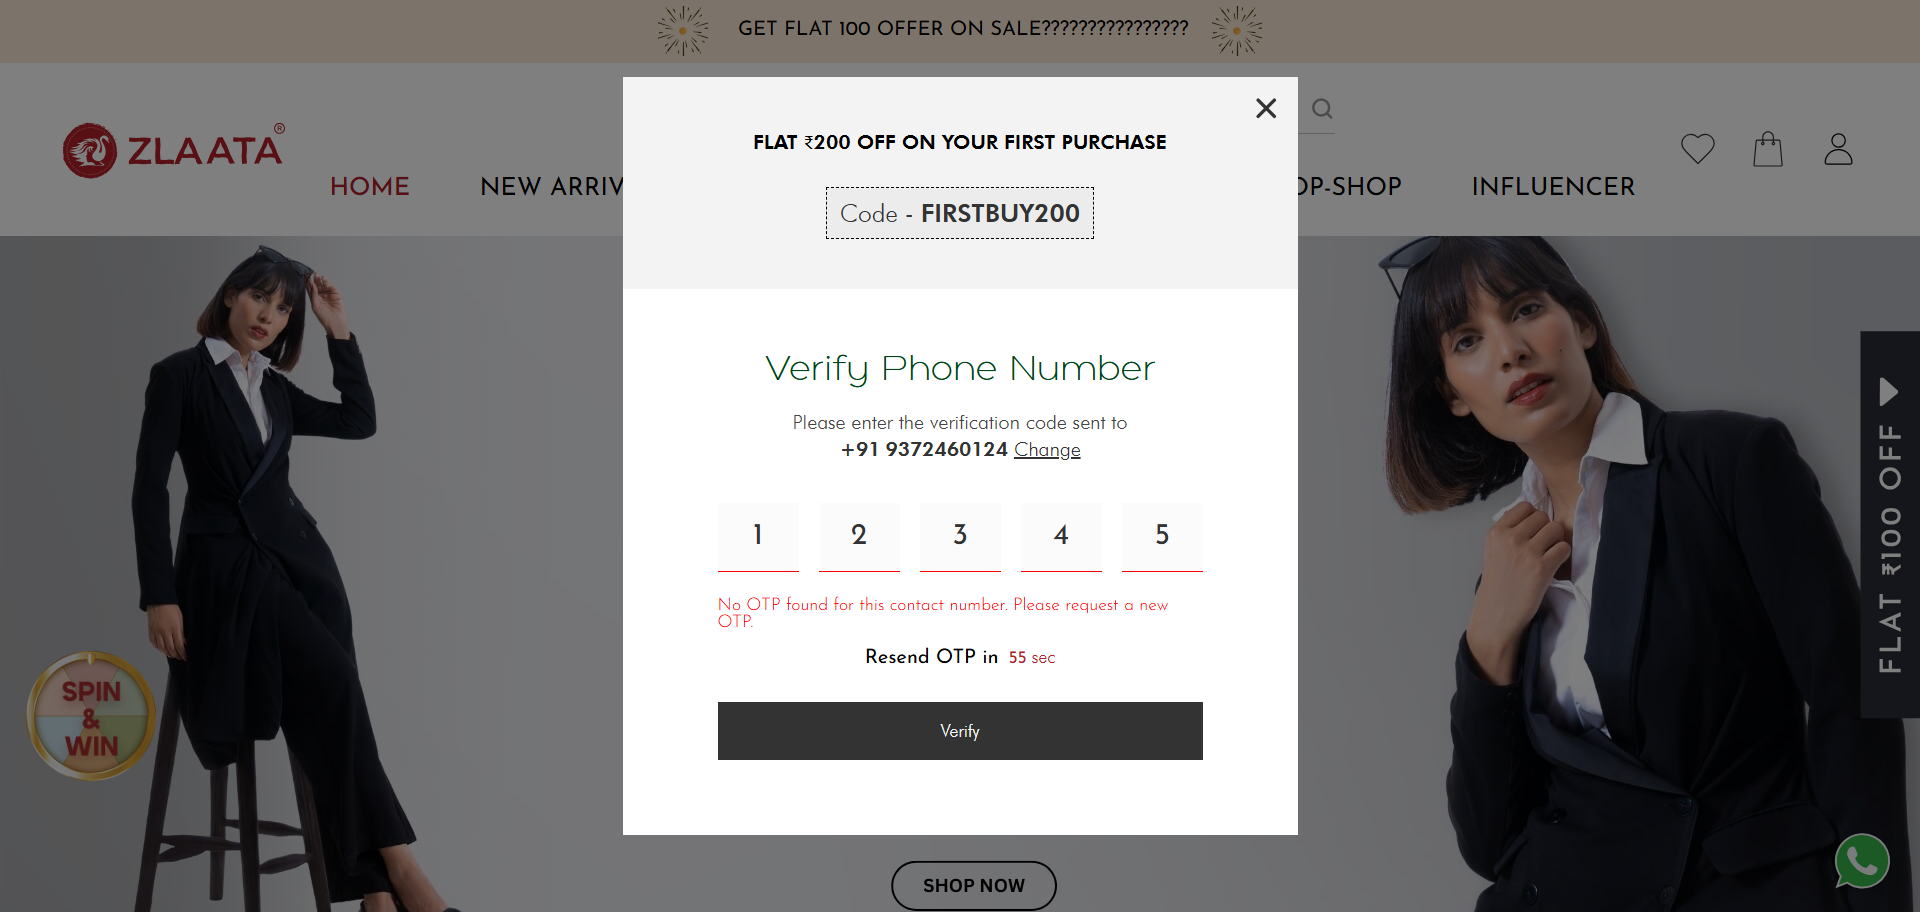 GET FLAT 100 OFFER ON SALE????????????????
ZLAATA®
HOME
NEW ARRIV
OP-SHOP
INFLUENCER
FLAT ₹200 OFF ON YOUR FIRST PURCHASE
Code - FIRSTBUY200
Verify Phone Number
Please enter the verification code sent to
+91 9372460124 Change
1 2 3 4 5
No OTP found for this contact number. Please request a new
OTP.
Resend OTP in 55 sec
Verify
SPIN
&
WIN
FLAT ₹100 OFF
SHOP NOW